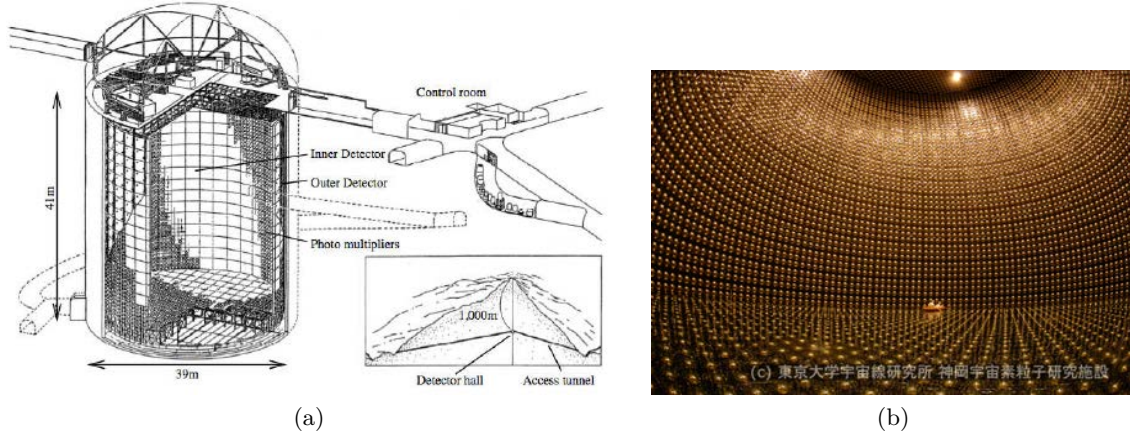 Control room
Inner Detector
Outer Detector
41m
Photo multipliers
1,000m
39m
Detector hall
Access tunnel
(c) 東京大学宇宙線研究所 神岡宇宙素粒子研究施設
(a)
(b)